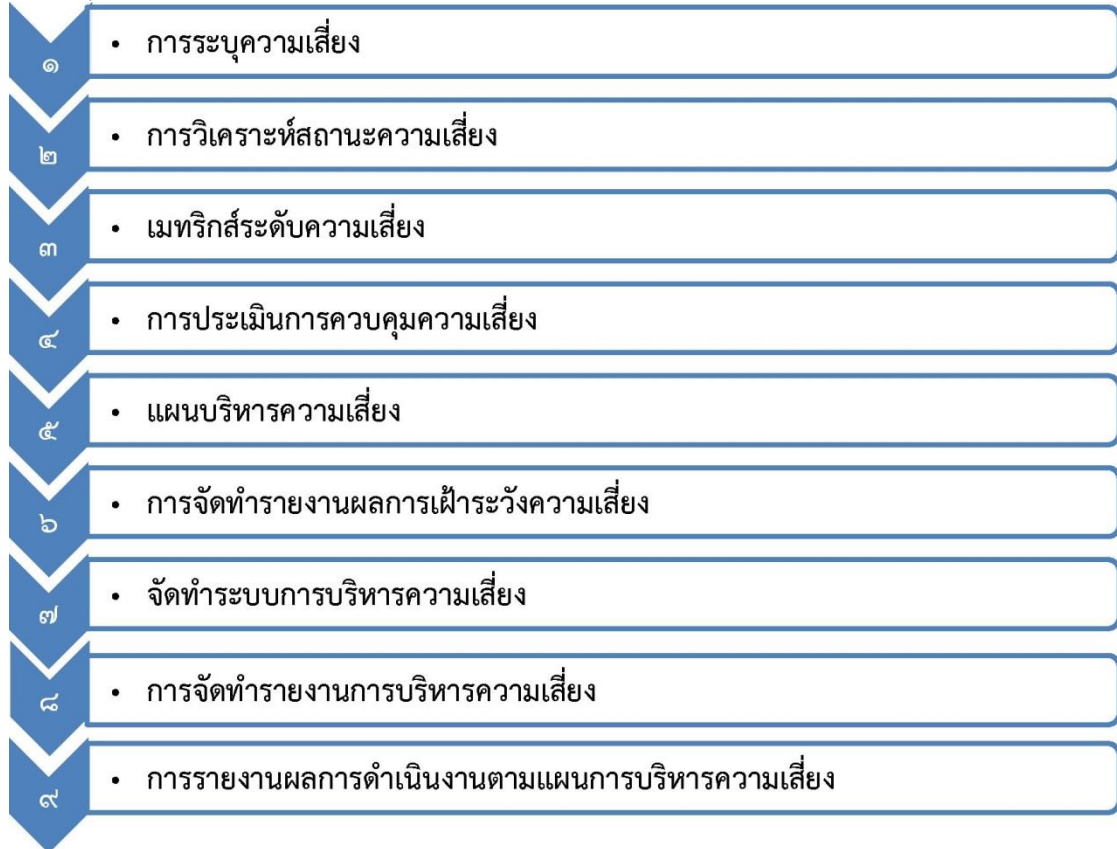 ๑ • การระบุความเสี่ยง
๒ • การวิเคราะห์สถานะความเสี่ยง
๓ • เมทริกส์ระดับความเสี่ยง
๔ • การประเมินการควบคุมความเสี่ยง
๕ • แผนบริหารความเสี่ยง
๖ • การจัดทำรายงานผลการเฝ้าระวังความเสี่ยง
๗ • จัดทำระบบการบริหารความเสี่ยง
๘ • การจัดทำรายงานการบริหารความเสี่ยง
๙ • การรายงานผลการดำเนินงานตามแผนการบริหารความเสี่ยง